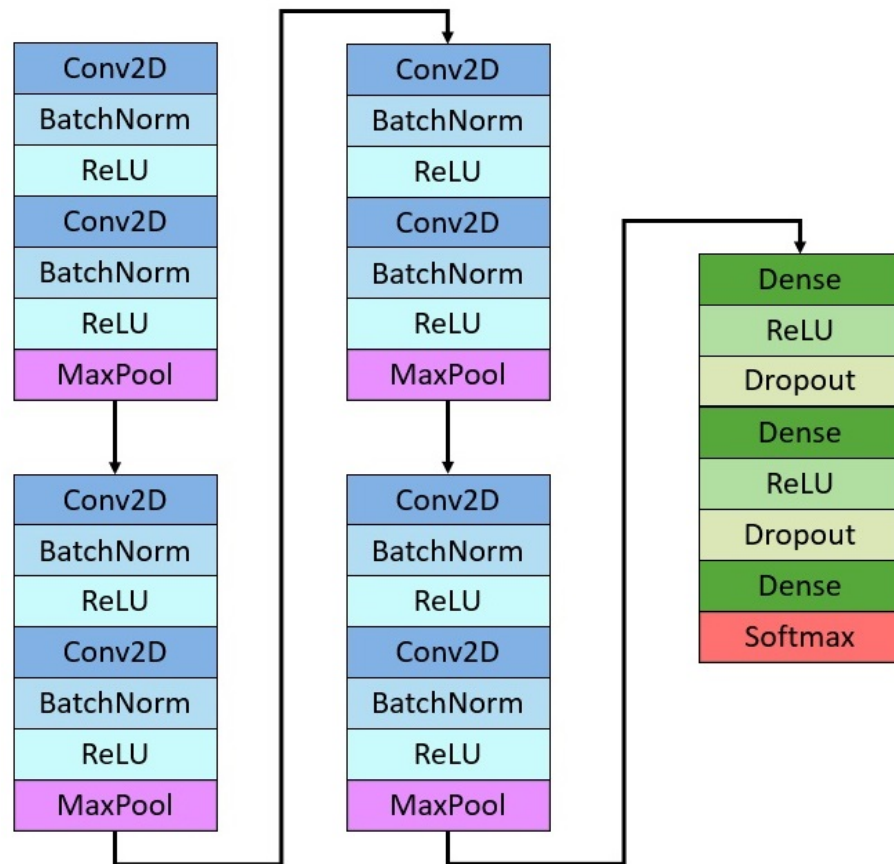 Conv2D
BatchNorm
ReLU
Conv2D
BatchNorm
ReLU
MaxPool
Conv2D
BatchNorm
ReLU
Conv2D
BatchNorm
ReLU
MaxPool
Conv2D
BatchNorm
ReLU
Conv2D
BatchNorm
ReLU
MaxPool
Conv2D
BatchNorm
ReLU
Conv2D
BatchNorm
ReLU
MaxPool
Dense
ReLU
Dropout
Dense
ReLU
Dropout
Dense
Softmax